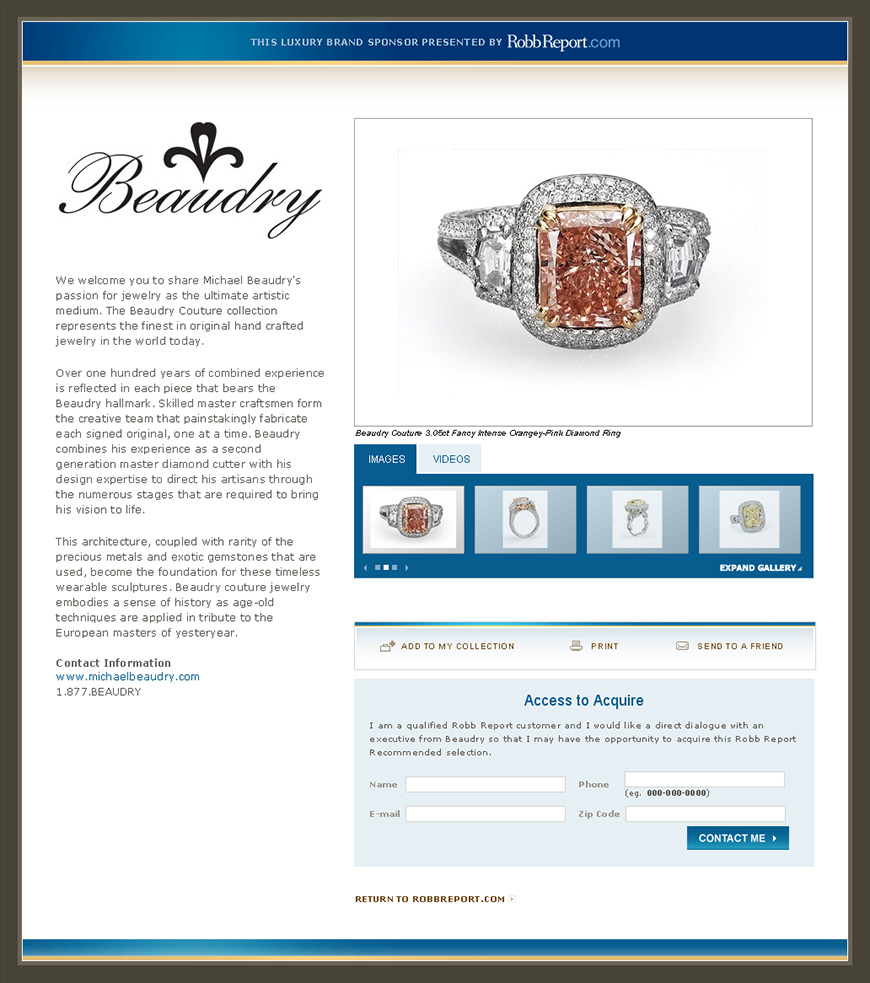 THIS LUXURY BRAND SPONSOR PRESENTED BY RobbReport.com
Beaudry
We welcome you to share Michael Beaudry's
passion for jewelry as the ultimate artistic
medium. The Beaudry Couture collection
represents the finest in original hand crafted
jewelry in the world today.
Over one hundred years of combined experience
is reflected in each piece that bears the
Beaudry hallmark. Skilled master craftsmen form
the creative team that painstakingly fabricate
each signed original, one at a time. Beaudry
combines his experience as a second
generation master diamond cutter with his
design expertise to direct his artisans through
the numerous stages that are required to bring
his vision to life.
This architecture, coupled with rarity of the
precious metals and exotic gemstones that are
used, become the foundation for these timeless
wearable sculptures. Beaudry couture jewelry
embodies a sense of history as age-old
techniques are applied in tribute to the
European masters of yesteryear.
Contact Information
www.michaelbeaudry.com
1.877.BEAUDRY
Beaudry Couture 3.05ct Fancy Intense Orangey-Pink Diamond Ring
IMAGES VIDEOS
EXPAND GALLERY
ADD TO MY COLLECTION PRINT SEND TO A FRIEND
Access to Acquire
I am a qualified Robb Report customer and I would like a direct dialogue with an
executive from Beaudry so that I may have the opportunity to acquire this Robb Report
Recommended selection.
Name Phone
(eg. 000-000-0000)
E-mail Zip Code
CONTACT ME
RETURN TO ROBBREPORT.COM